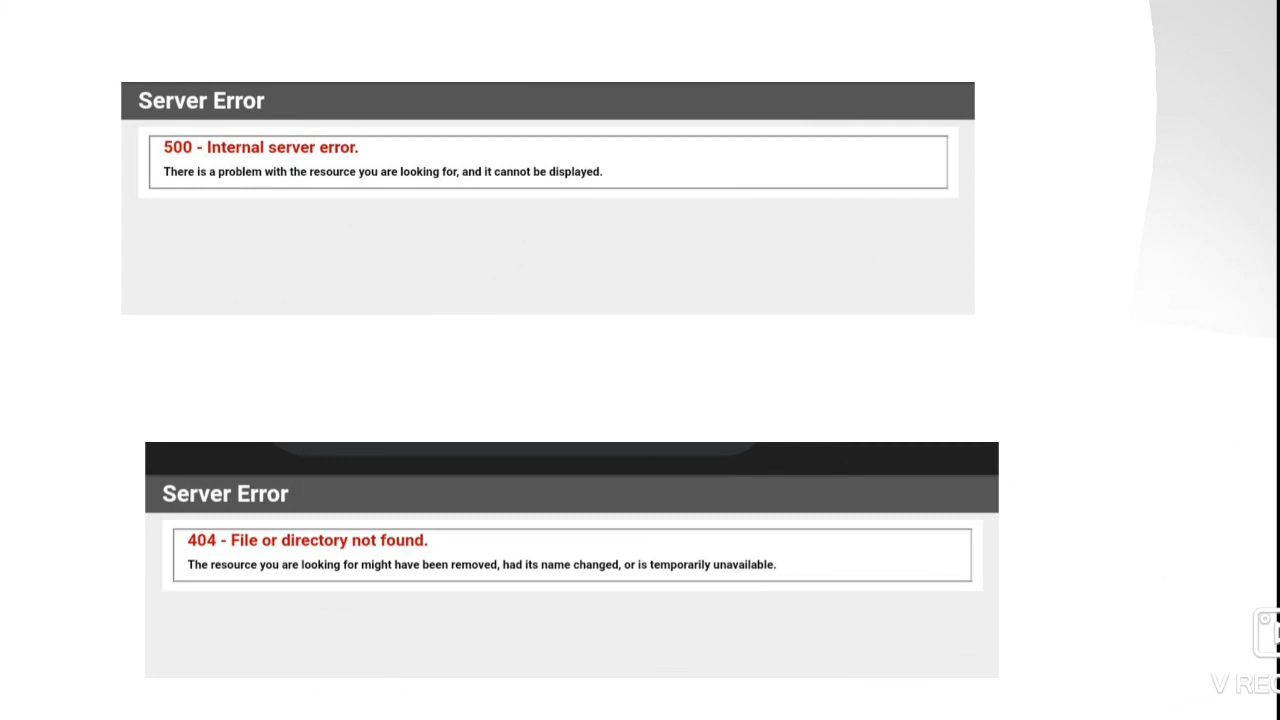 Server Error
500 - Internal server error.
There is a problem with the resource you are looking for, and it cannot be displayed.
Server Error
404 - File or directory not found.
The resource you are looking for might have been removed, had its name changed, or is temporarily unavailable.
V REC